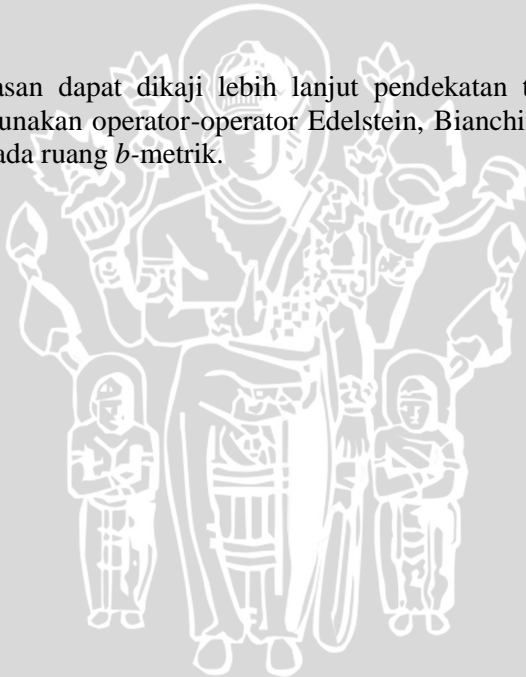 asan dapat dikaji lebih lanjut pendekatan t
unakan operator-operator Edelstein, Bianchi
ada ruang b-metrik.